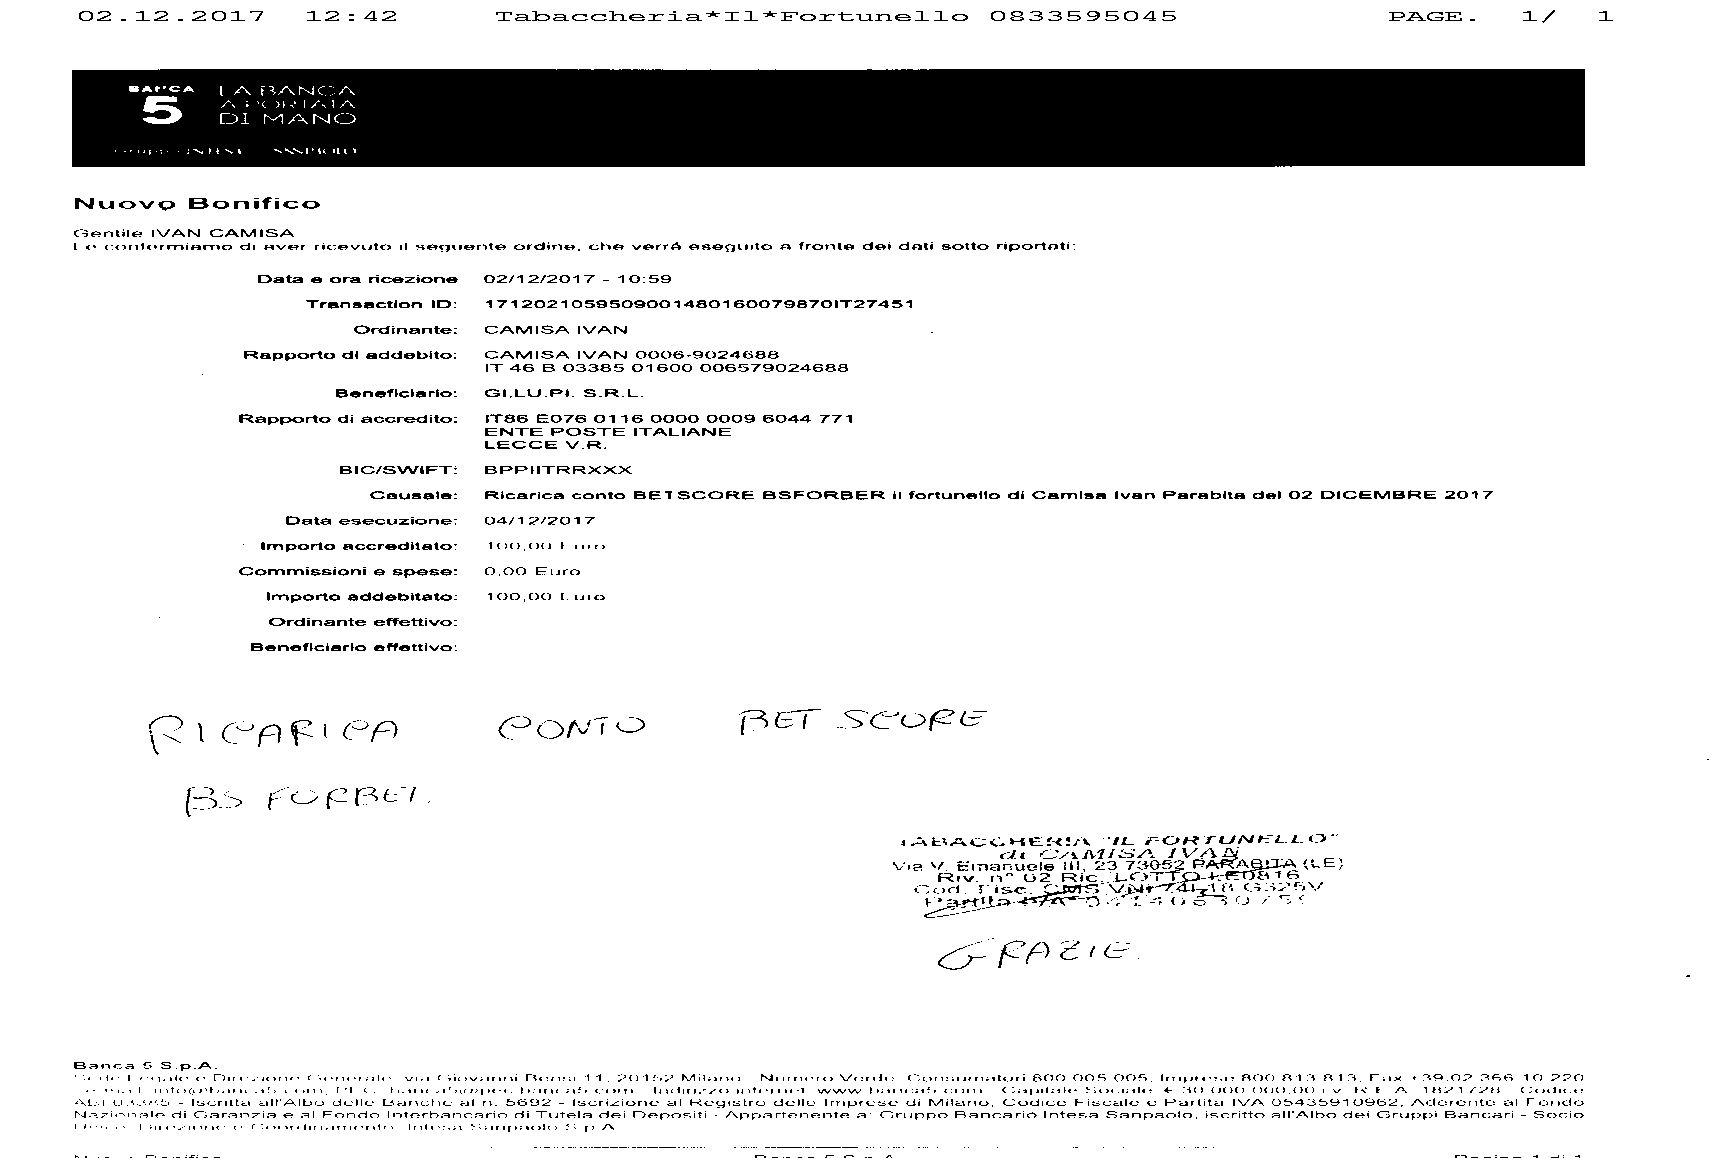 02.12.2017 12:42 Tabaccheria*Il*Fortunello 0833595045 PAGE. 1/ 1
BANCA 5 LA BANCA
A PORTATA
DI MANO
Gruppo INTESA SANPAOLO
Nuovo Bonifico
Gentile IVAN CAMISA
Le confermiamo di aver ricevuto il seguente ordine, che verrà eseguito a fronte dei dati sotto riportati:
Data e ora ricezione 02/12/2017 - 10:59
Transaction ID: 1712021059509001480160079870IT27451
Ordinante: CAMISA IVAN
Rapporto di addebito: CAMISA IVAN 0006-9024688
IT 46 B 03385 01600 006579024688
Beneficiario: GI.LU.PI. S.R.L.
Rapporto di accredito: IT86 E076 0116 0000 0009 6044 771
ENTE POSTE ITALIANE
LECCE V.R.
BIC/SWIFT: BPPIITRRXXX
Causale: Ricarica conto BETSCORE BSFORBER il fortunello di Camisa Ivan Parabita del 02 DICEMBRE 2017
Data esecuzione: 04/12/2017
Importo accreditato: 100,00 Euro
Commissioni e spese: 0,00 Euro
Importo addebitato: 100,00 Euro
Ordinante effettivo:
Beneficiario effettivo:
RICARICA CONTO BET SCORE
BS FORBET.
TABACCHERIA "IL FORTUNELLO"
di CAMISA IVAN
Via V. Emanuele III, 23 73052 PARABITA (LE)
Riv. n° 02 Ric. LOTTO LE0816
Cod. Fisc. CMS VNI 74L18 G325V
Partita IVA
GRAZIE.
Banca 5 S.p.A.
Sede Legale e Direzione Generale: via Giovanni Bensi 11, 20152 Milano Numero Verde: Consumatori 800 005 005, Imprese 800 813 813, Fax +39.02 366 10 220
e-mail: info@banca5.com, Indirizzo internet www.banca5.com Capitale Sociale € 30.000.000,00 i.v. R.E.A. 1821728 Codice
ABI 03385 - Iscritta all'Albo delle Banche al n. 5692 - Iscrizione al Registro delle Imprese di Milano, Codice Fiscale e Partita IVA 05435910962, Aderente al Fondo
Nazionale di Garanzia e al Fondo Interbancario di Tutela dei Depositi - Appartenente a: Gruppo Bancario Intesa Sanpaolo, iscritto all'Albo dei Gruppi Bancari - Socio
Unico, Direzione e Coordinamento: Intesa Sanpaolo S.p.A.
Nuovo Bonifico Banca 5 S.p.A. Pagina 1 di 1